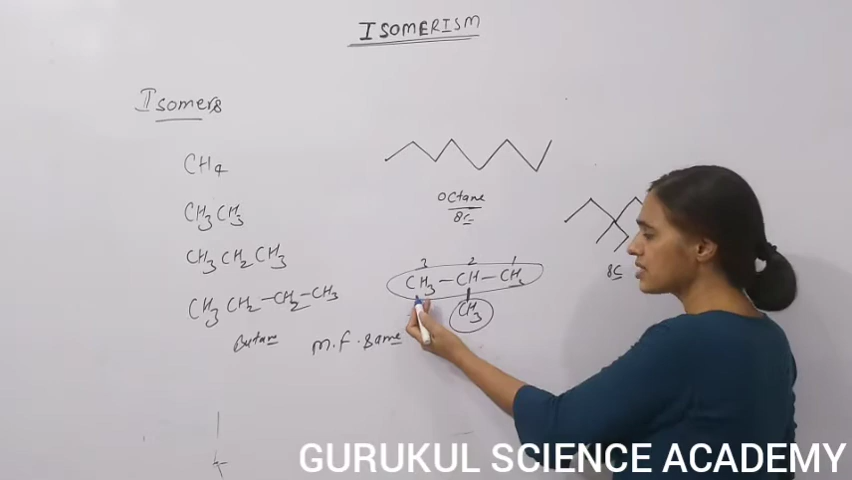 ISOMERISM
Isomers
CH4
CH3 CH3
CH3 CH2 CH3
CH3 CH2-CH2-CH3
Butane
M.F. Same
Octane
8C
3 2 1
CH3-CH-CH3
CH3
8C
GURUKUL SCIENCE ACADEMY